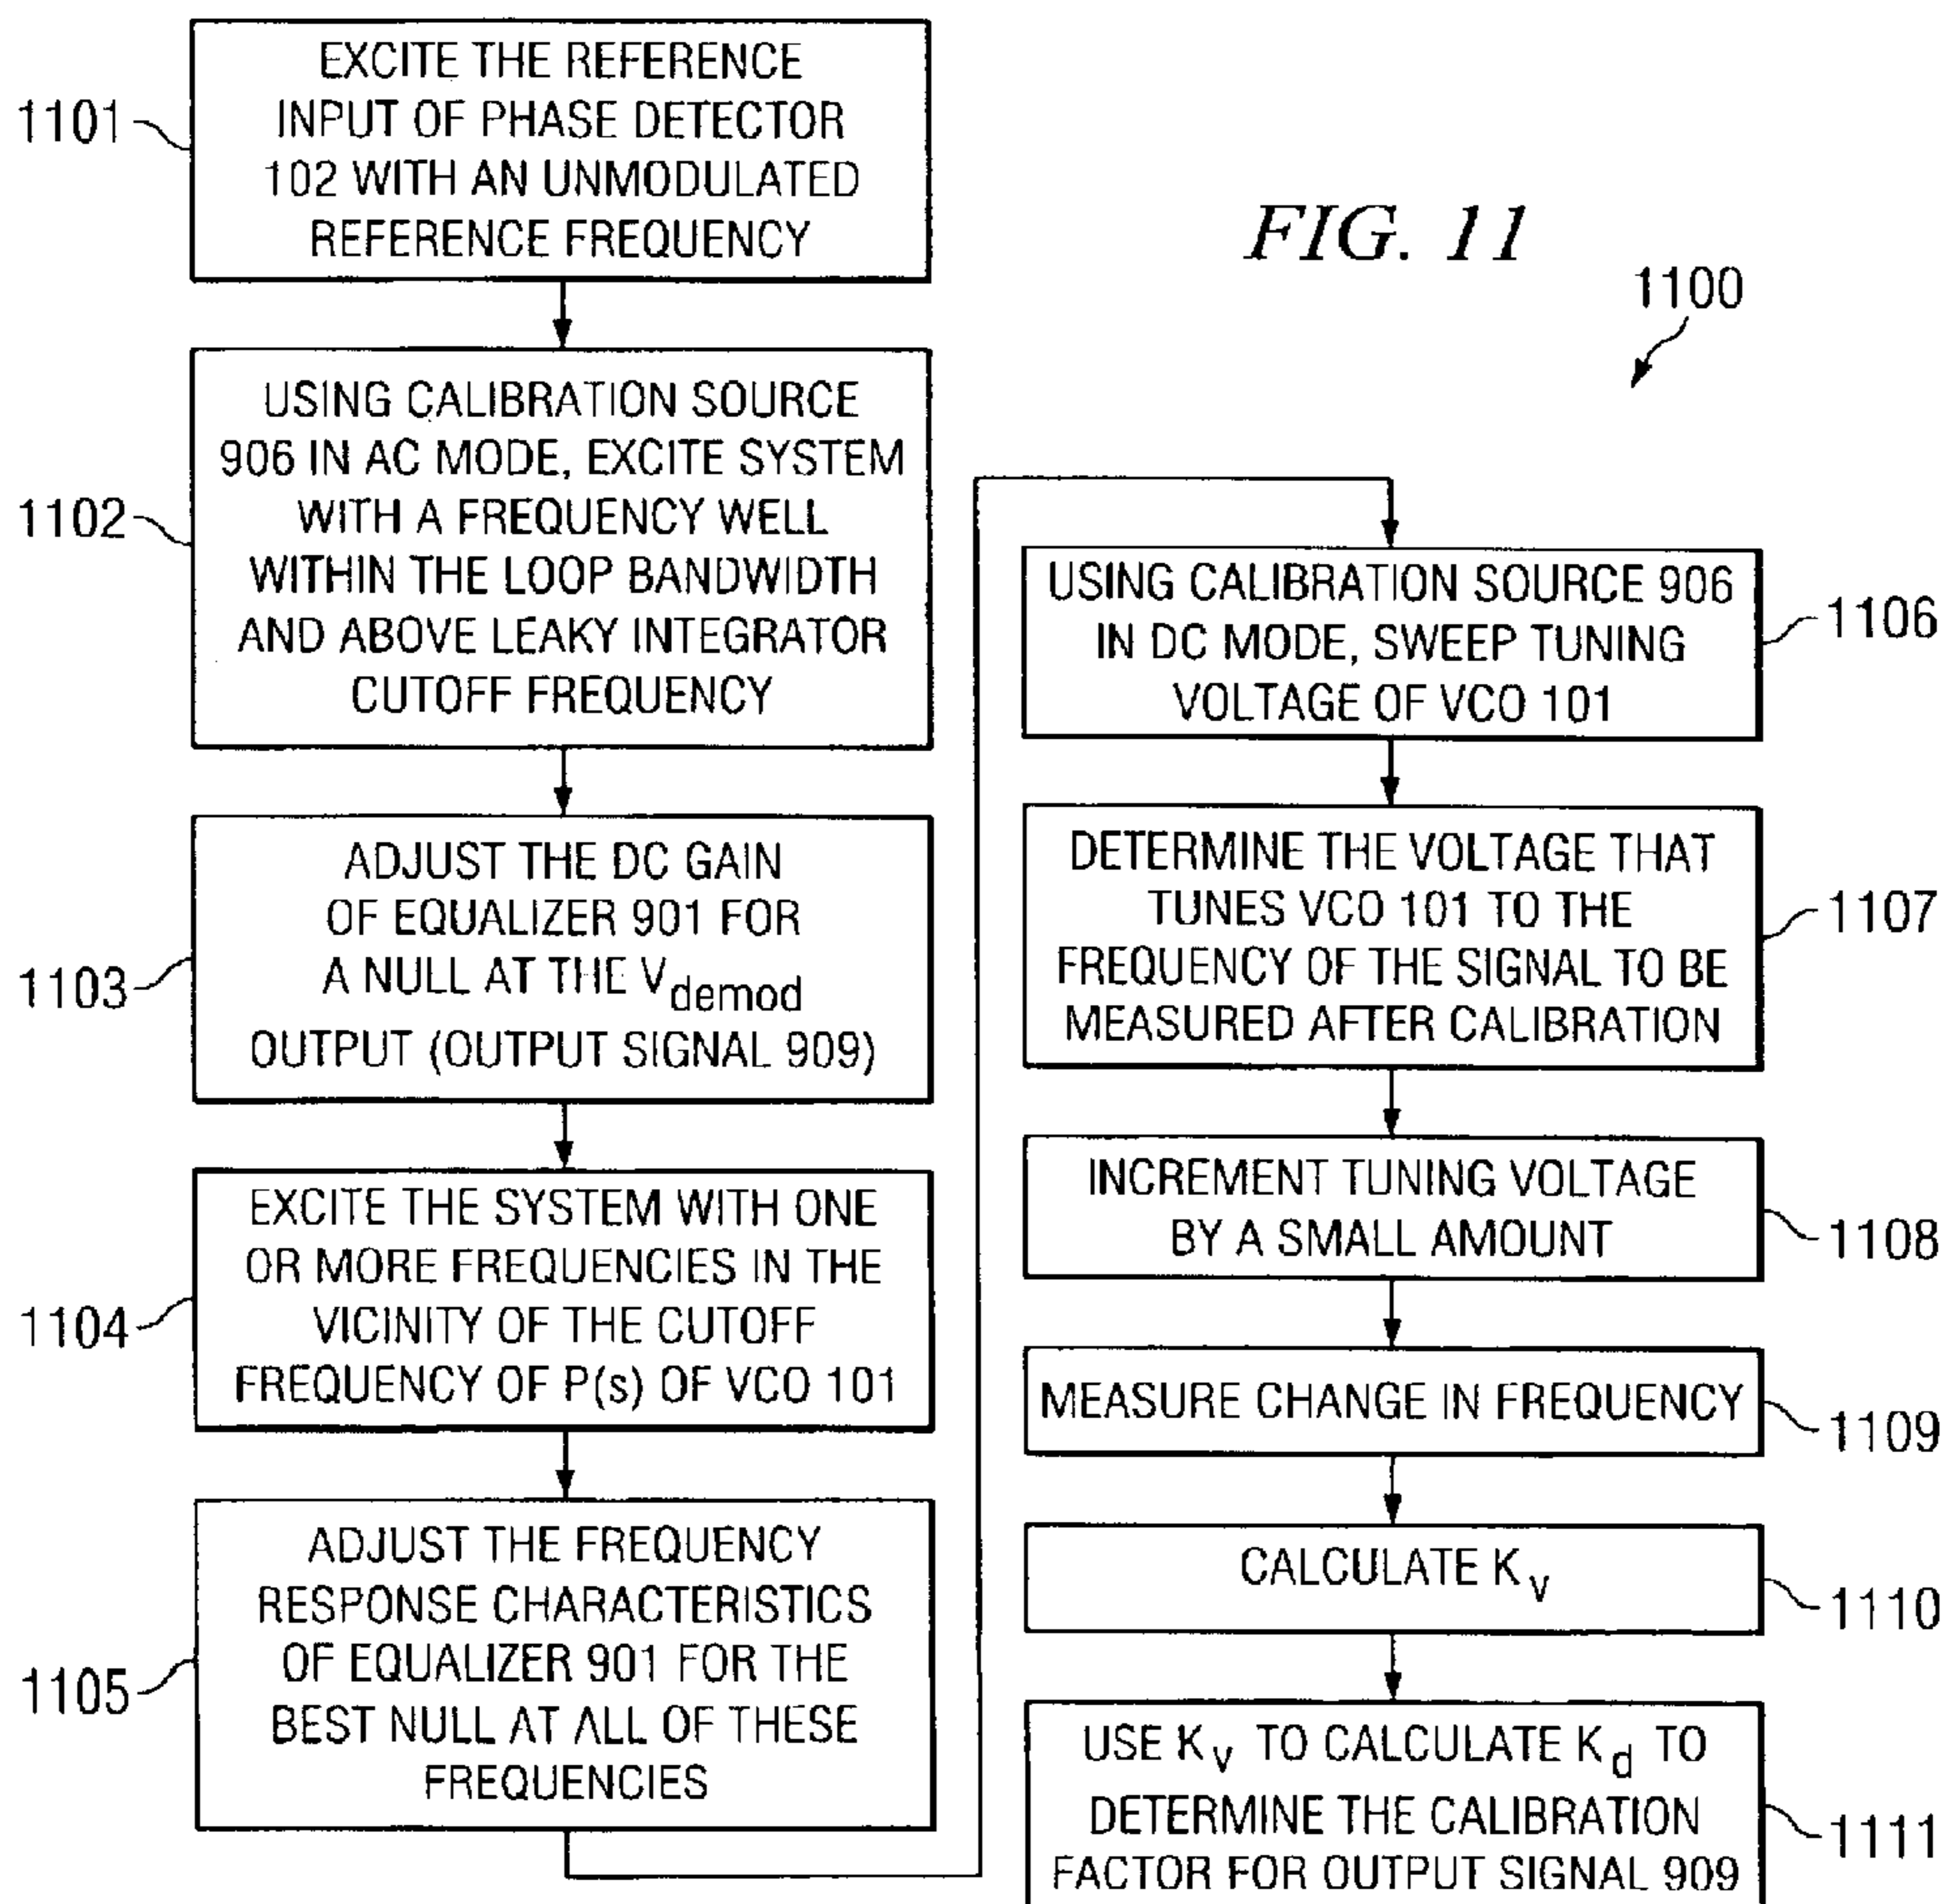 FIG. 11
1100
1101
EXCITE THE REFERENCE
INPUT OF PHASE DETECTOR
102 WITH AN UNMODULATED
REFERENCE FREQUENCY
1102
USING CALIBRATION SOURCE
906 IN AC MODE, EXCITE SYSTEM
WITH A FREQUENCY WELL
WITHIN THE LOOP BANDWIDTH
AND ABOVE LEAKY INTEGRATOR
CUTOFF FREQUENCY
1103
ADJUST THE DC GAIN
OF EQUALIZER 901 FOR
A NULL AT THE Vdemod
OUTPUT (OUTPUT SIGNAL 909)
1104
EXCITE THE SYSTEM WITH ONE
OR MORE FREQUENCIES IN THE
VICINITY OF THE CUTOFF
FREQUENCY OF P(s) OF VCO 101
1105
ADJUST THE FREQUENCY
RESPONSE CHARACTERISTICS
OF EQUALIZER 901 FOR THE
BEST NULL AT ALL OF THESE
FREQUENCIES
USING CALIBRATION SOURCE 906
IN DC MODE, SWEEP TUNING
VOLTAGE OF VCO 101
1106
DETERMINE THE VOLTAGE THAT
TUNES VCO 101 TO THE
FREQUENCY OF THE SIGNAL TO BE
MEASURED AFTER CALIBRATION
1107
INCREMENT TUNING VOLTAGE
BY A SMALL AMOUNT
1108
MEASURE CHANGE IN FREQUENCY
1109
CALCULATE Kv
1110
USE Kv TO CALCULATE Kd TO
DETERMINE THE CALIBRATION
FACTOR FOR OUTPUT SIGNAL 909
1111